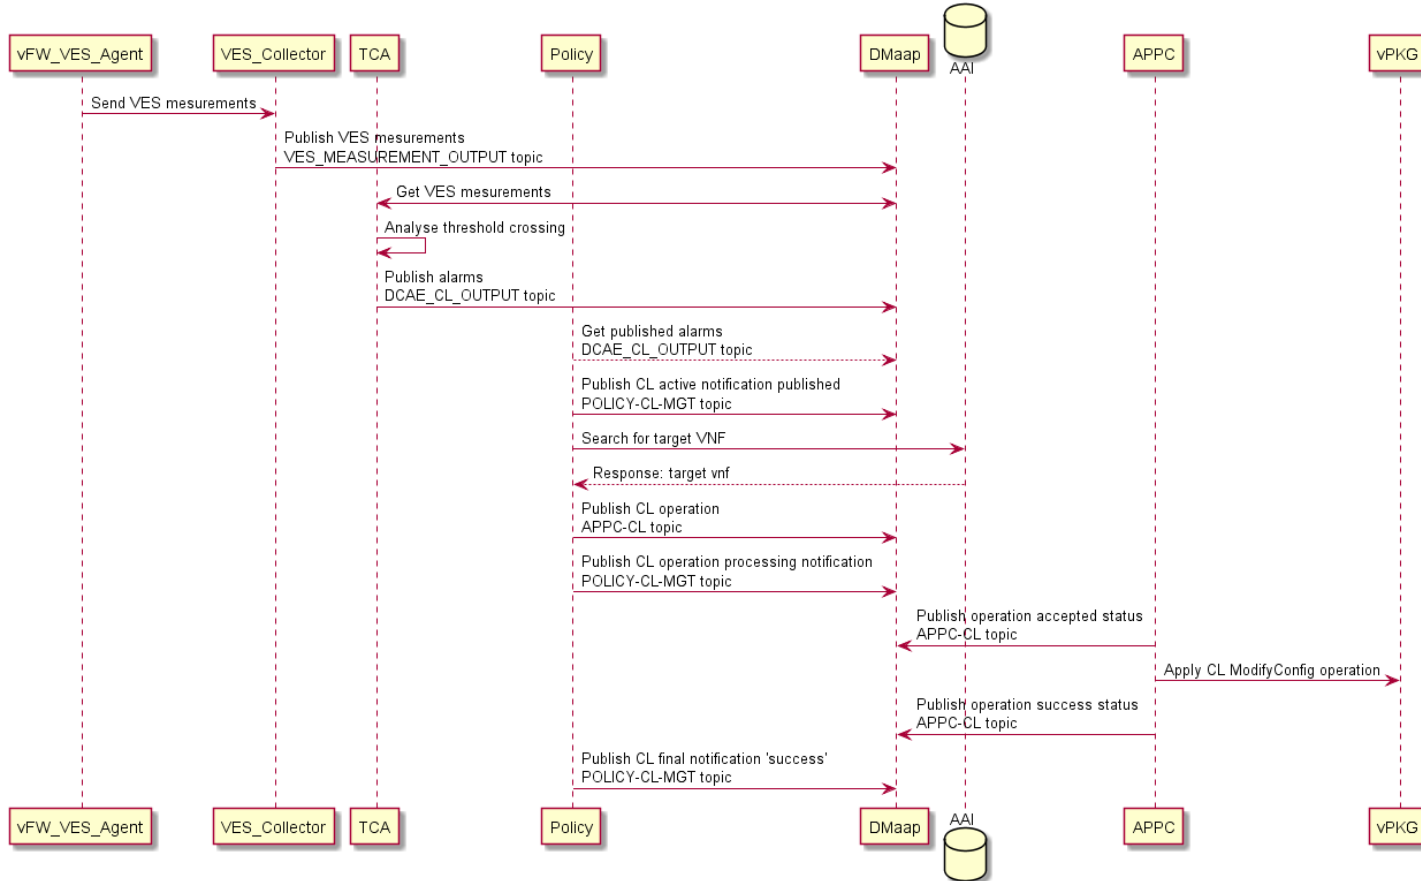 vFW_VES_Agent
VES_Collector
TCA
Policy
DMaap
AAI
APPC
vPKG
Send VES mesurements
Publish VES mesurements
VES_MEASUREMENT_OUTPUT topic
Get VES mesurements
Analyse threshold crossing
Publish alarms
DCAE_CL_OUTPUT topic
Get published alarms
DCAE_CL_OUTPUT topic
Publish CL active notification published
POLICY-CL-MGT topic
Search for target VNF
Response: target vnf
Publish CL operation
APPC-CL topic
Publish CL operation processing notification
POLICY-CL-MGT topic
Publish operation accepted status
APPC-CL topic
Apply CL ModifyConfig operation
Publish operation success status
APPC-CL topic
Publish CL final notification 'success'
POLICY-CL-MGT topic
vFW_VES_Agent
VES_Collector
TCA
Policy
DMaap
AAI
APPC
vPKG